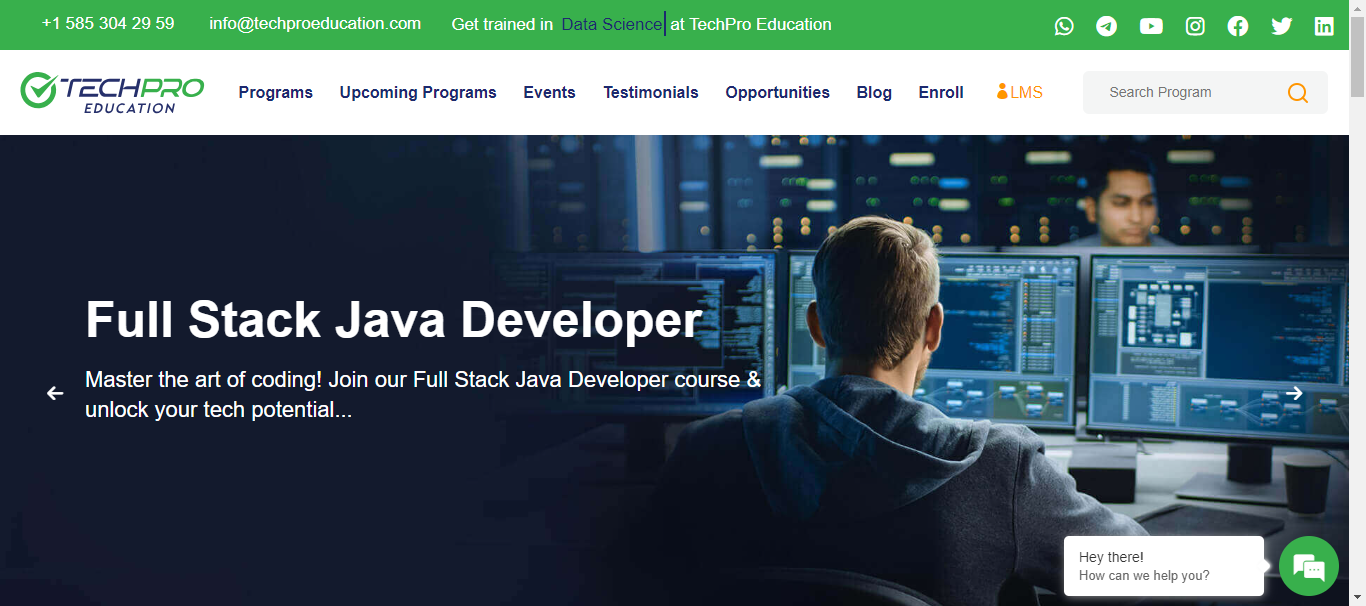 +1 585 304 29 59 info@techproeducation.com Get trained in Data Science at TechPro Education
TECHPRO
EDUCATION
Programs Upcoming Programs Events Testimonials Opportunities Blog Enroll LMS Search Program
Full Stack Java Developer
Master the art of coding! Join our Full Stack Java Developer course &
unlock your tech potential...
Hey there!
How can we help you?